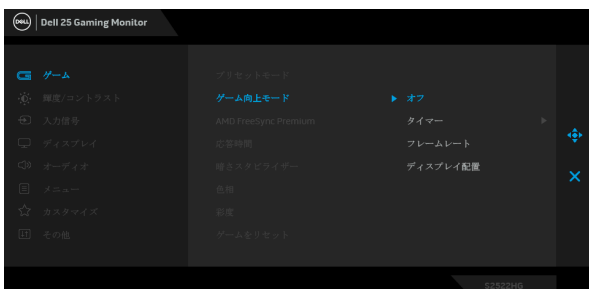 DELL
Dell 25 Gaming Monitor
ゲーム
輝度/コントラスト
入力信号
ディスプレイ
オーディオ
メニュー
カスタマイズ
その他
プリセットモード
ゲーム向上モード
AMD FreeSync Premium
応答時間
暗さスタビライザー
色相
彩度
ゲームをリセット
オフ
タイマー
フレームレート
ディスプレイ配置
S2522HG